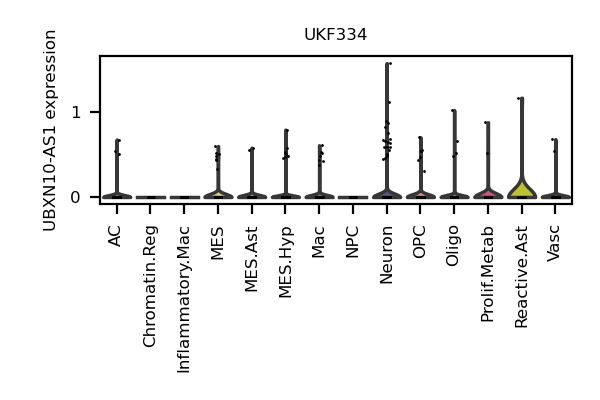 UKF334
UBXN10-AS1 expression
1
0
AC
Chromatin.Reg
Inflammatory.Mac
MES
MES.Ast
MES.Hyp
Mac
NPC
Neuron
OPC
Oligo
Prolif.Metab
Reactive.Ast
Vasc